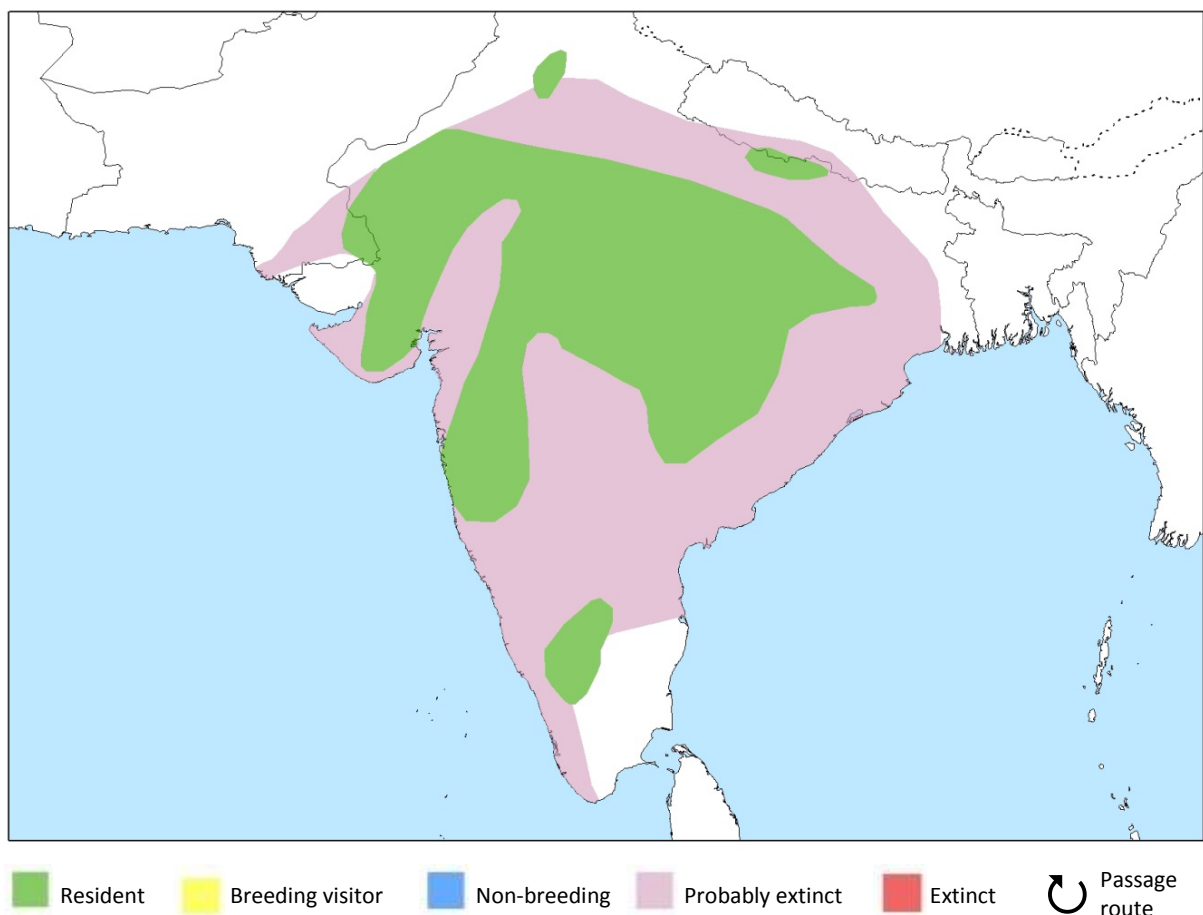 Resident
Breeding visitor
Non-breeding
Probably extinct
Extinct
Passage
route